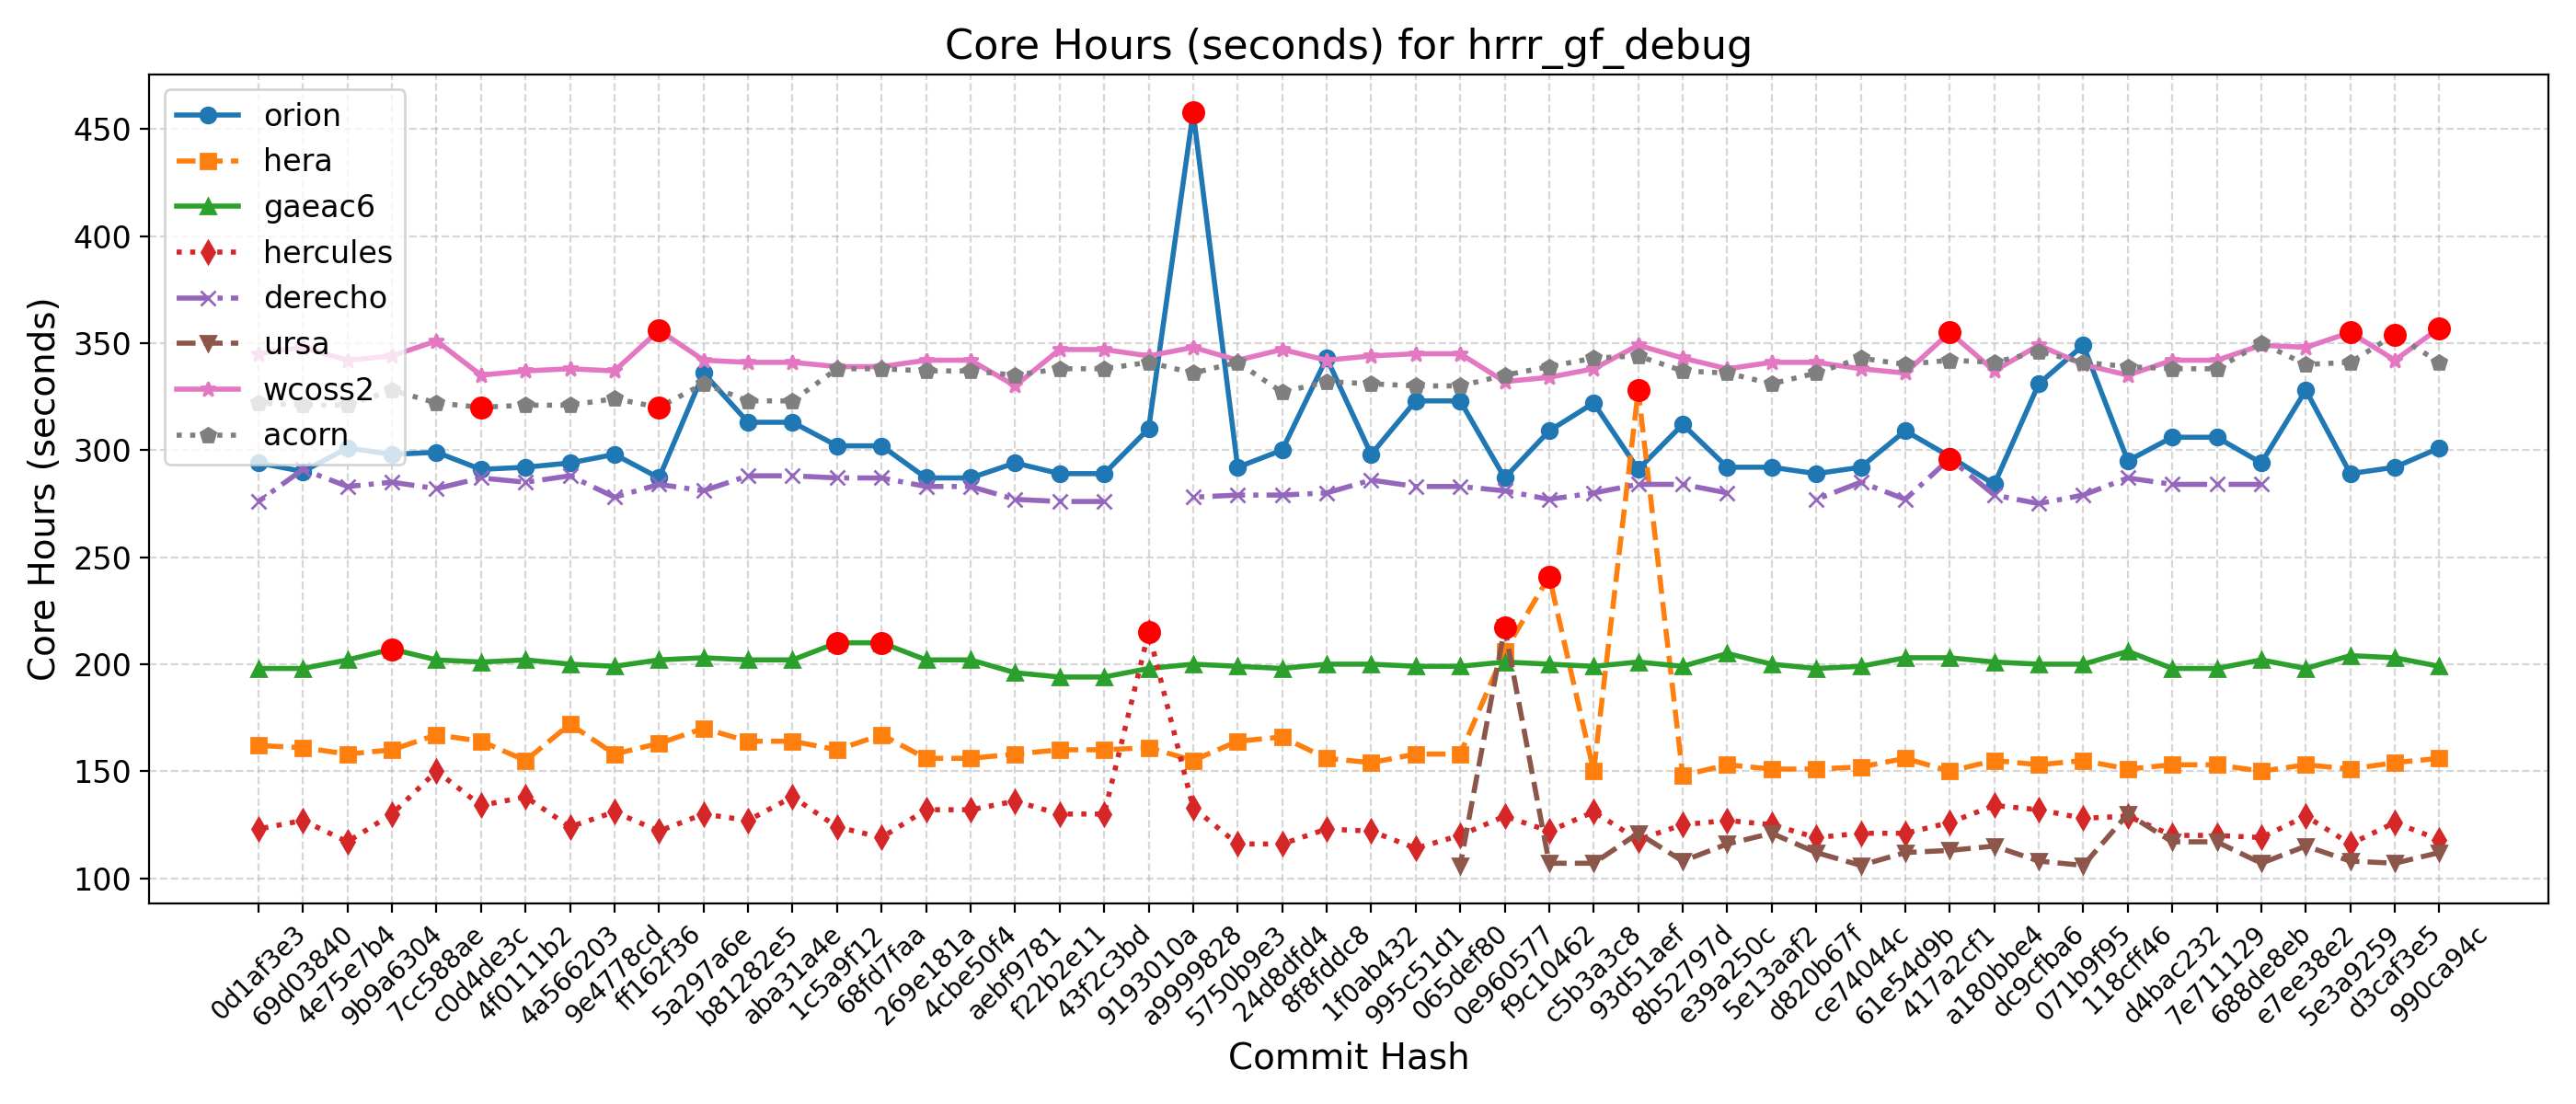 Core Hours (seconds) for hrrr_gf_debug
Core Hours (seconds)
450
400
350
300
250
200
150
100
orion
hera
gaeac6
hercules
derecho
ursa
wcoss2
acorn
0d1af3e3
69d03840
4e75e7b4
9b9a6304
7cc588ae
c0d4de3c
4f0111b2
4a566203
9e4778cd
ff162f36
5a297a6e
b81282e5
aba31a4e
1c5a9f12
68fd7faa
269e181a
4cbe50f4
aebf9781
f22b2e11
43f2c3bd
9193010a
a9999828
5750b9e3
24d8dfd4
8f8fddc8
1f0ab432
995c51d1
065def80
0e960577
f9c10462
c5b3a3c8
93d51aef
8b52797d
e39a250c
5e13aaf2
d820b67f
ce74044c
61e54d9b
417a2cf1
a180bbe4
dc9cfba6
071b9f95
118cff46
d4bac232
7e711129
688de8eb
e7ee38e2
5e3a9259
d3caf3e5
990ca94c
Commit Hash